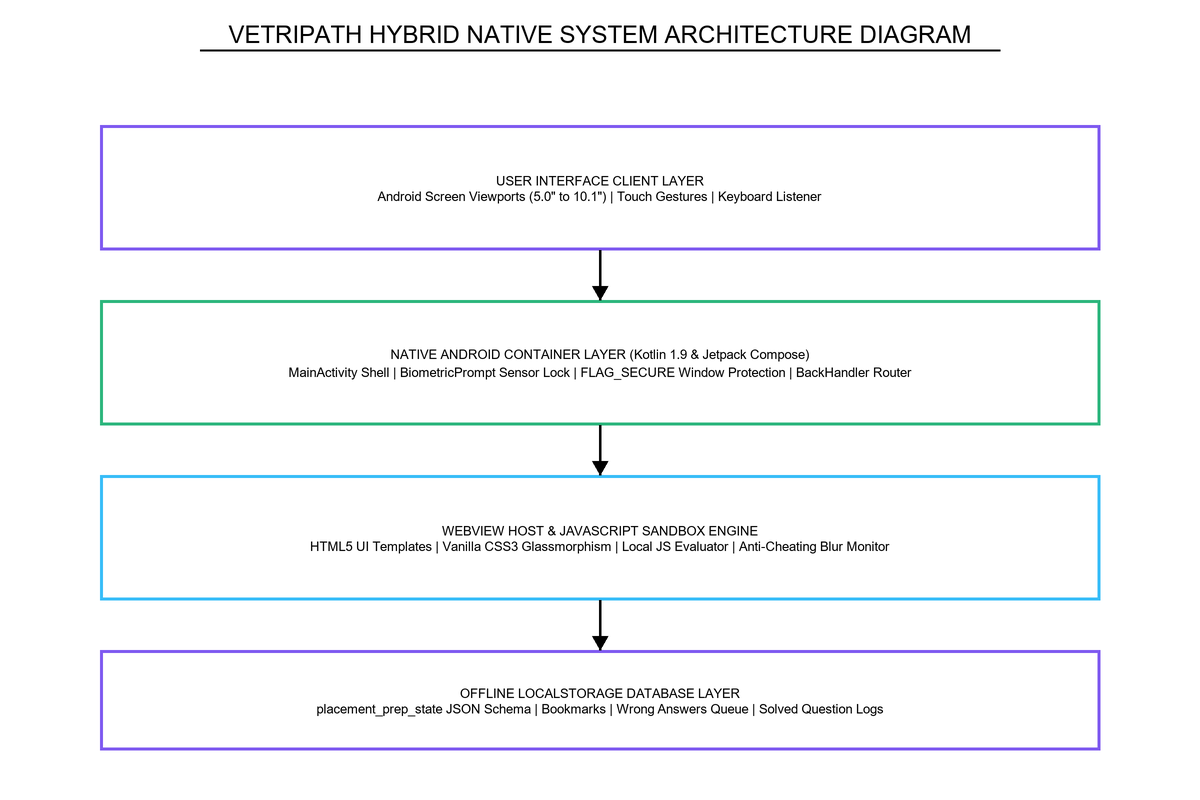 VETRIPATH HYBRID NATIVE SYSTEM ARCHITECTURE DIAGRAM
USER INTERFACE CLIENT LAYER
Android Screen Viewports (5.0" to 10.1") | Touch Gestures | Keyboard Listener
NATIVE ANDROID CONTAINER LAYER (Kotlin 1.9 & Jetpack Compose)
MainActivity Shell | BiometricPrompt Sensor Lock | FLAG_SECURE Window Protection | BackHandler Router
WEBVIEW HOST & JAVASCRIPT SANDBOX ENGINE
HTML5 UI Templates | Vanilla CSS3 Glassmorphism | Local JS Evaluator | Anti-Cheating Blur Monitor
OFFLINE LOCALSTORAGE DATABASE LAYER
placement_prep_state JSON Schema | Bookmarks | Wrong Answers Queue | Solved Question Logs